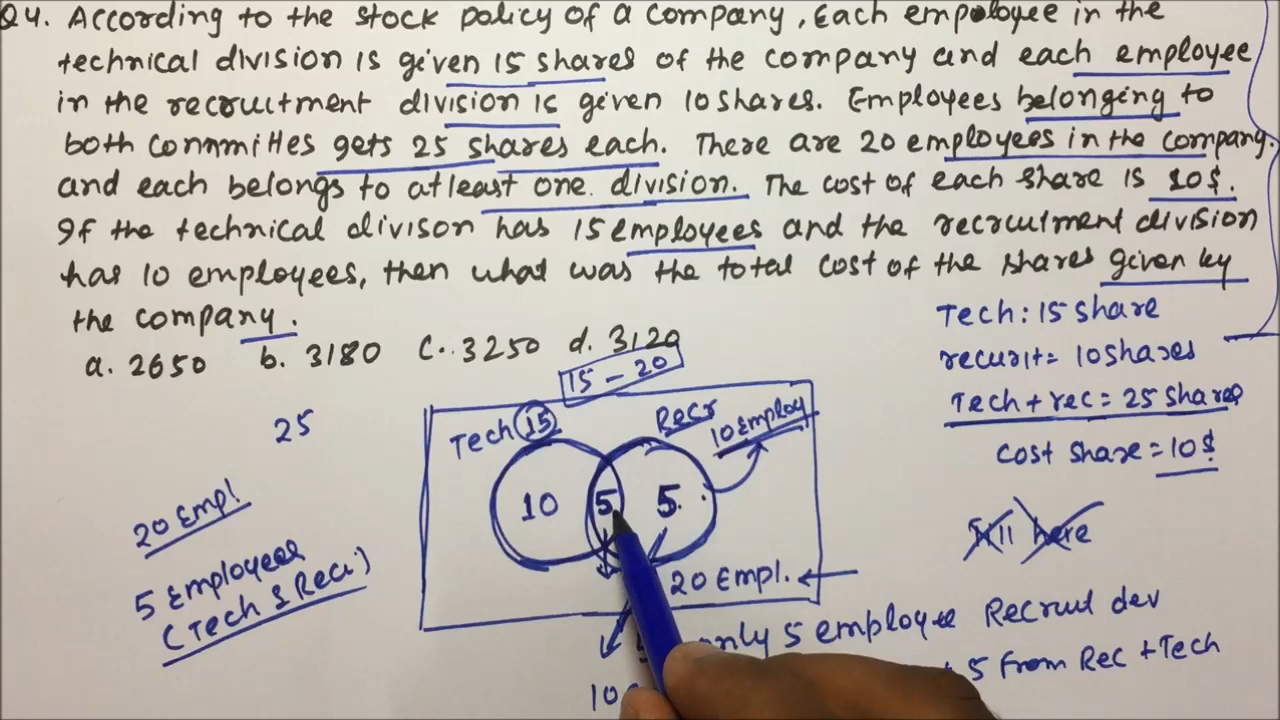 Q4. According to the stock policy of a company, Each empoloyee in the
technical division is given 15 shares of the company and each employee
in the recruitment division is given 10 shares. Employees belonging to
both commmittes gets 25 shares each. There are 20 employees in the company.
and each belongs to atleast one division. The cost of each share is 10$.
If the technical divison has 15 employees and the recruitment division
has 10 employees, then what was the total cost of the shares given by
the company.
a. 2650 b. 3180 c. 3250 d. 3120
Tech: 15 share
recurit = 10 shares
Tech + rec = 25 shares
cost share = 10$
15 - 20
25
Tech 15
Recr
10 Employ
10 5 5
20 Empl
5 Employees
(Tech & Recr)
20 Empl.
only 5 employee Recruit dev
5 From Rec + Tech
10